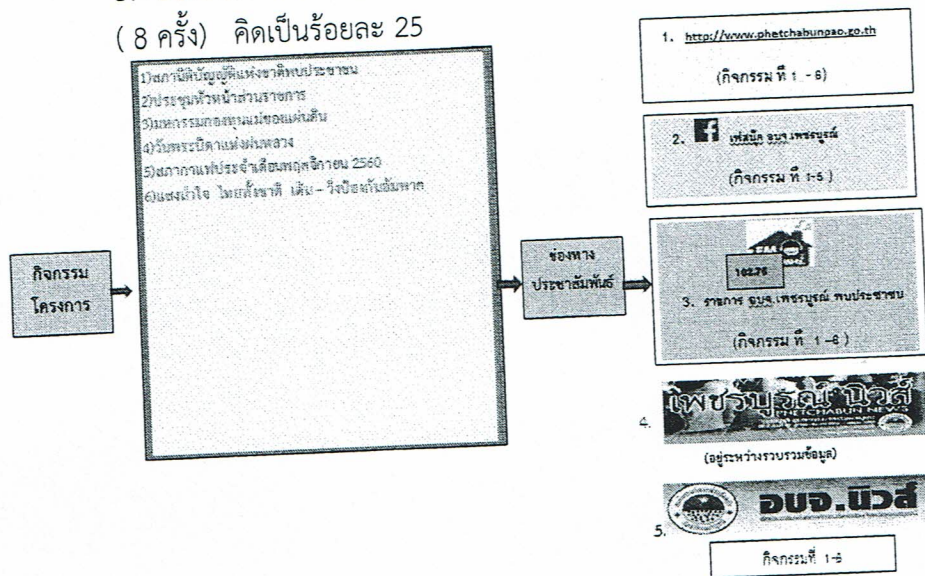 ( 8 ครั้ง) คิดเป็นร้อยละ 25
1)สภานิติบัญญัติแห่งชาติพบประชาชน
2)ประชุมหัวหน้าส่วนราชการ
3)มหกรรมกองทุนแม่ของแผ่นดิน
4)วันพระบิดาแห่งฝนหลวง
5)สภากาแฟประจำเดือนพฤศจิกายน 2560
6)แสงนำใจ ไทยทั้งชาติ เดิน – วิ่งป้องกันอัมพาต
กิจกรรม
โครงการ
ช่องทาง
ประชาสัมพันธ์
1. http://www.phetchabunpao.go.th
(กิจกรรม ที่ 1 - 6)
2. f เฟสบุ๊ค อบจ.เพชรบูรณ์
(กิจกรรม ที่ 1-6 )
FM
102.75
3. รายการ อบจ.เพชรบูรณ์ พบประชาชน
(กิจกรรม ที่ 1 -6 )
4. เพชรบูรณ์ นิวส์
PHETCHABUN NEWS
(อยู่ระหว่างรวบรวมข้อมูล)
5. อบจ.นิวส์
กิจกรรมที่ 1-6